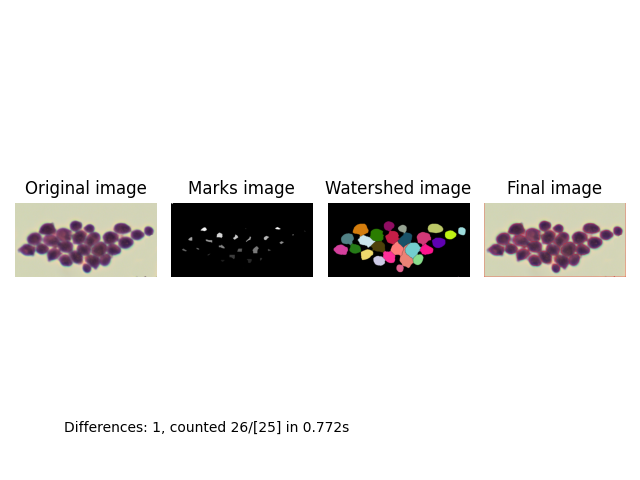 Original image
Marks image
Watershed image
Final image
Differences: 1, counted 26/[25] in 0.772s